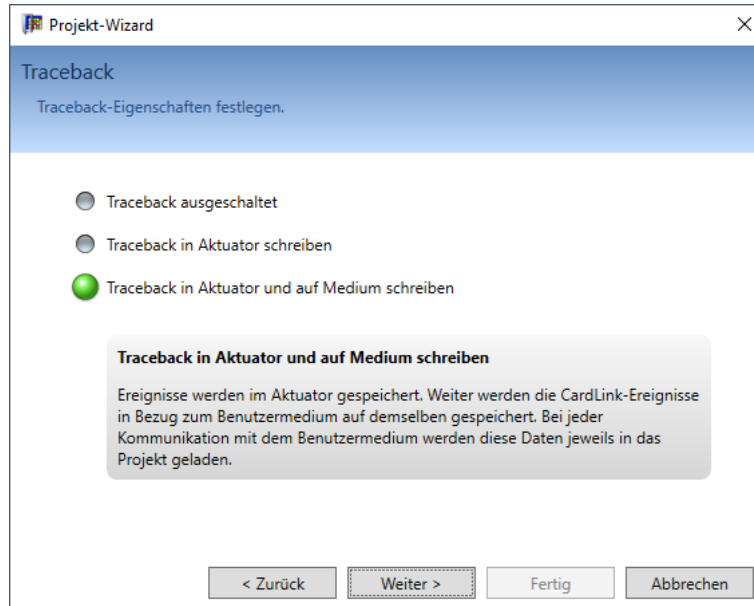 Projekt-Wizard
Traceback
Traceback-Eigenschaften festlegen.
Traceback ausgeschaltet
Traceback in Aktuator schreiben
Traceback in Aktuator und auf Medium schreiben
Traceback in Aktuator und auf Medium schreiben
Ereignisse werden im Aktuator gespeichert. Weiter werden die CardLink-Ereignisse
in Bezug zum Benutzermedium auf demselben gespeichert. Bei jeder
Kommunikation mit dem Benutzermedium werden diese Daten jeweils in das
Projekt geladen.
< Zurück Weiter > Fertig Abbrechen